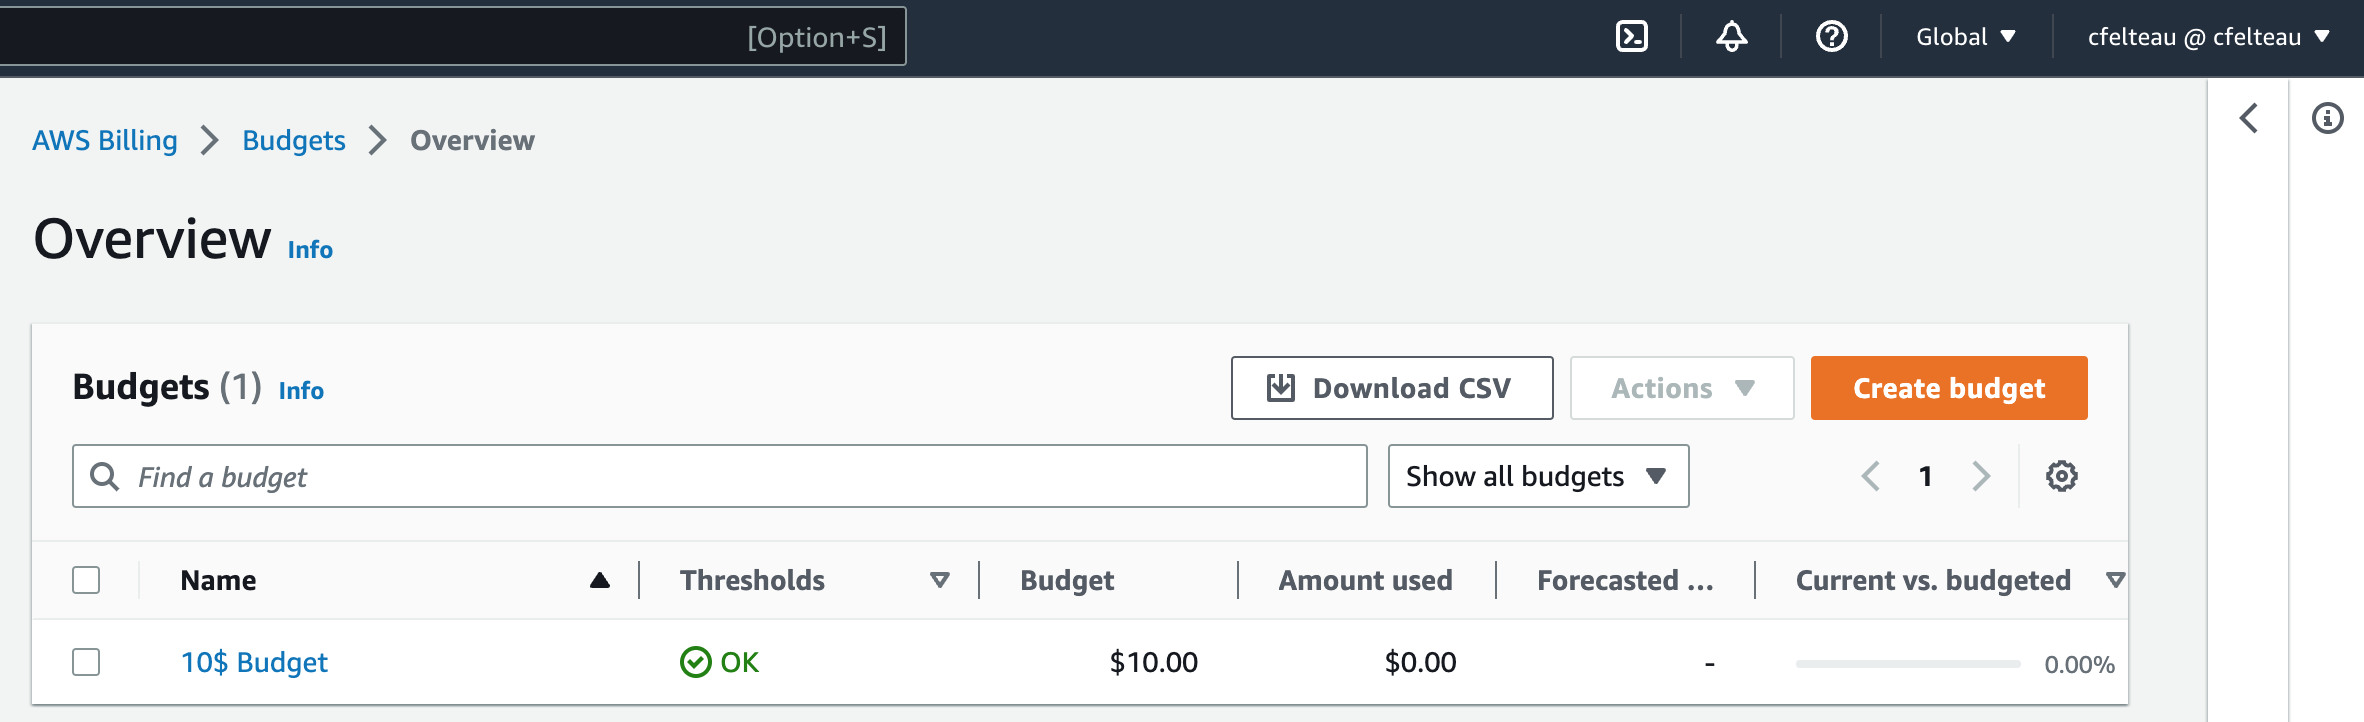 [Option+S] Global cfelteau @ cfelteau
AWS Billing Budgets Overview
Overview Info
Budgets (1) Info Download CSV Actions Create budget
Find a budget Show all budgets 1
Name Thresholds Budget Amount used Forecasted ... Current vs. budgeted
10$ Budget OK $10.00 $0.00 - 0.00%